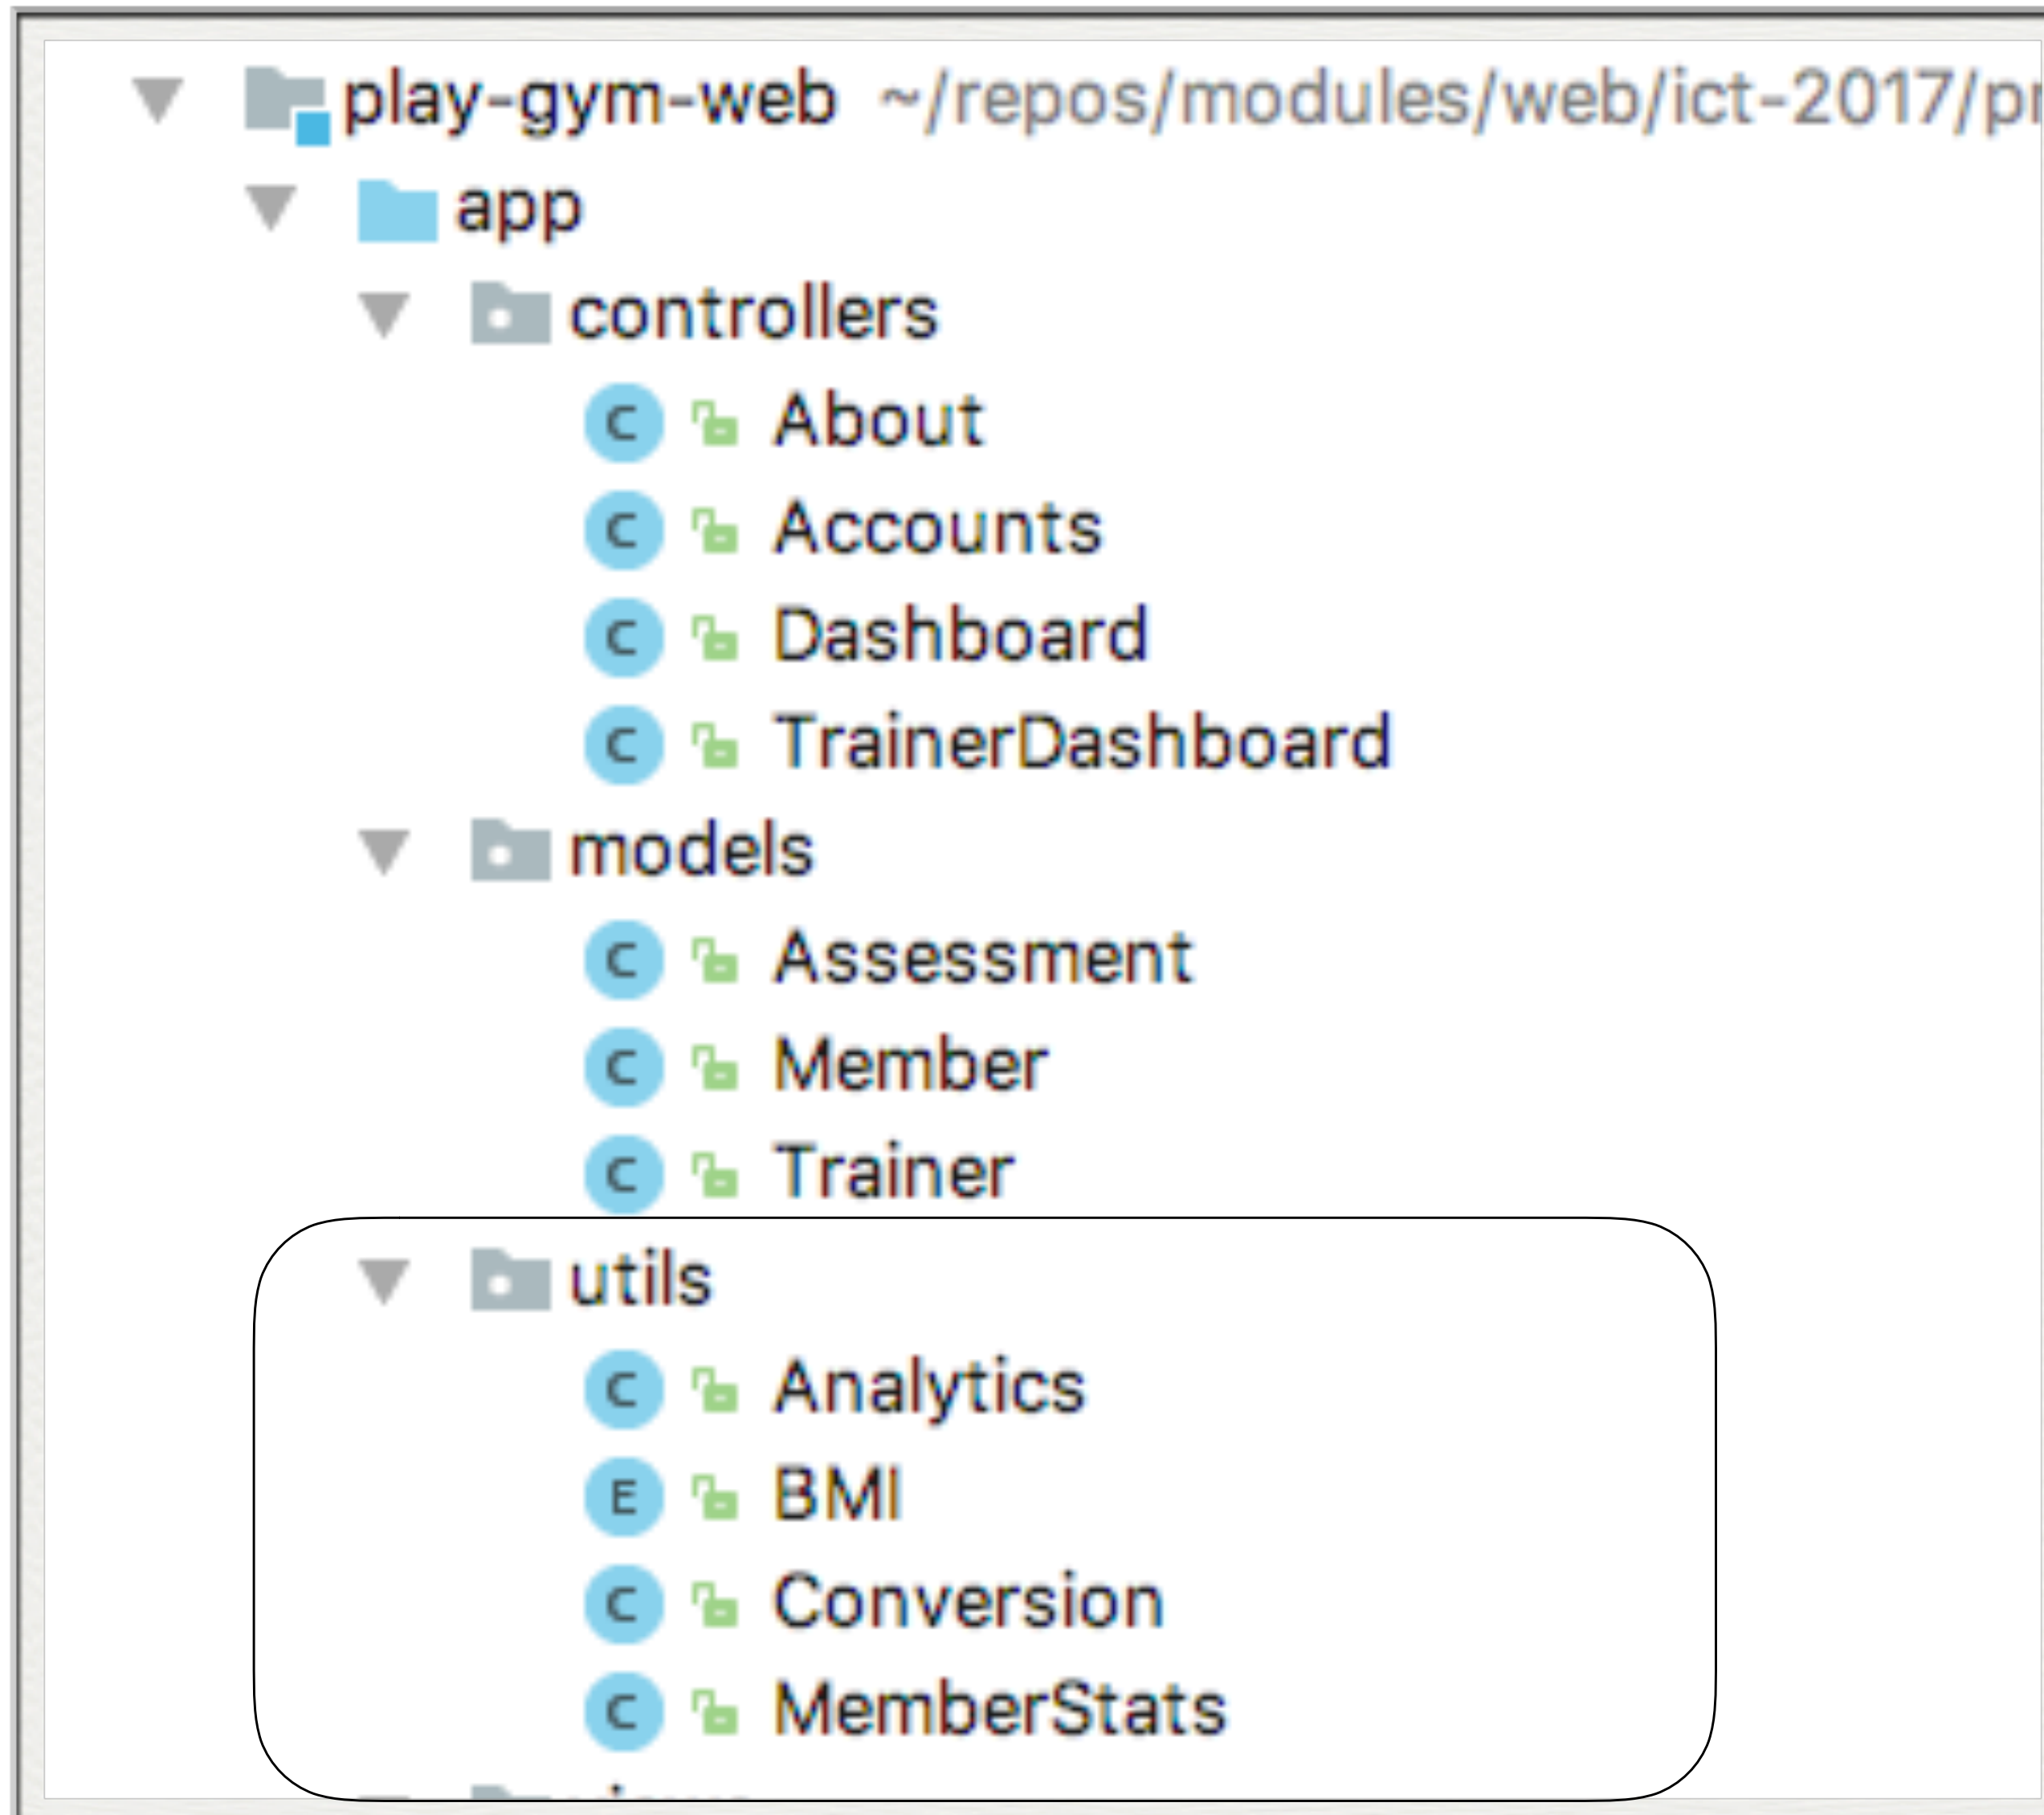 play-gym-web ~/repos/modules/web/ict-2017/pr
app
controllers
C About
C Accounts
C Dashboard
C TrainerDashboard
models
C Assessment
C Member
C Trainer
utils
C Analytics
E BMI
C Conversion
C MemberStats